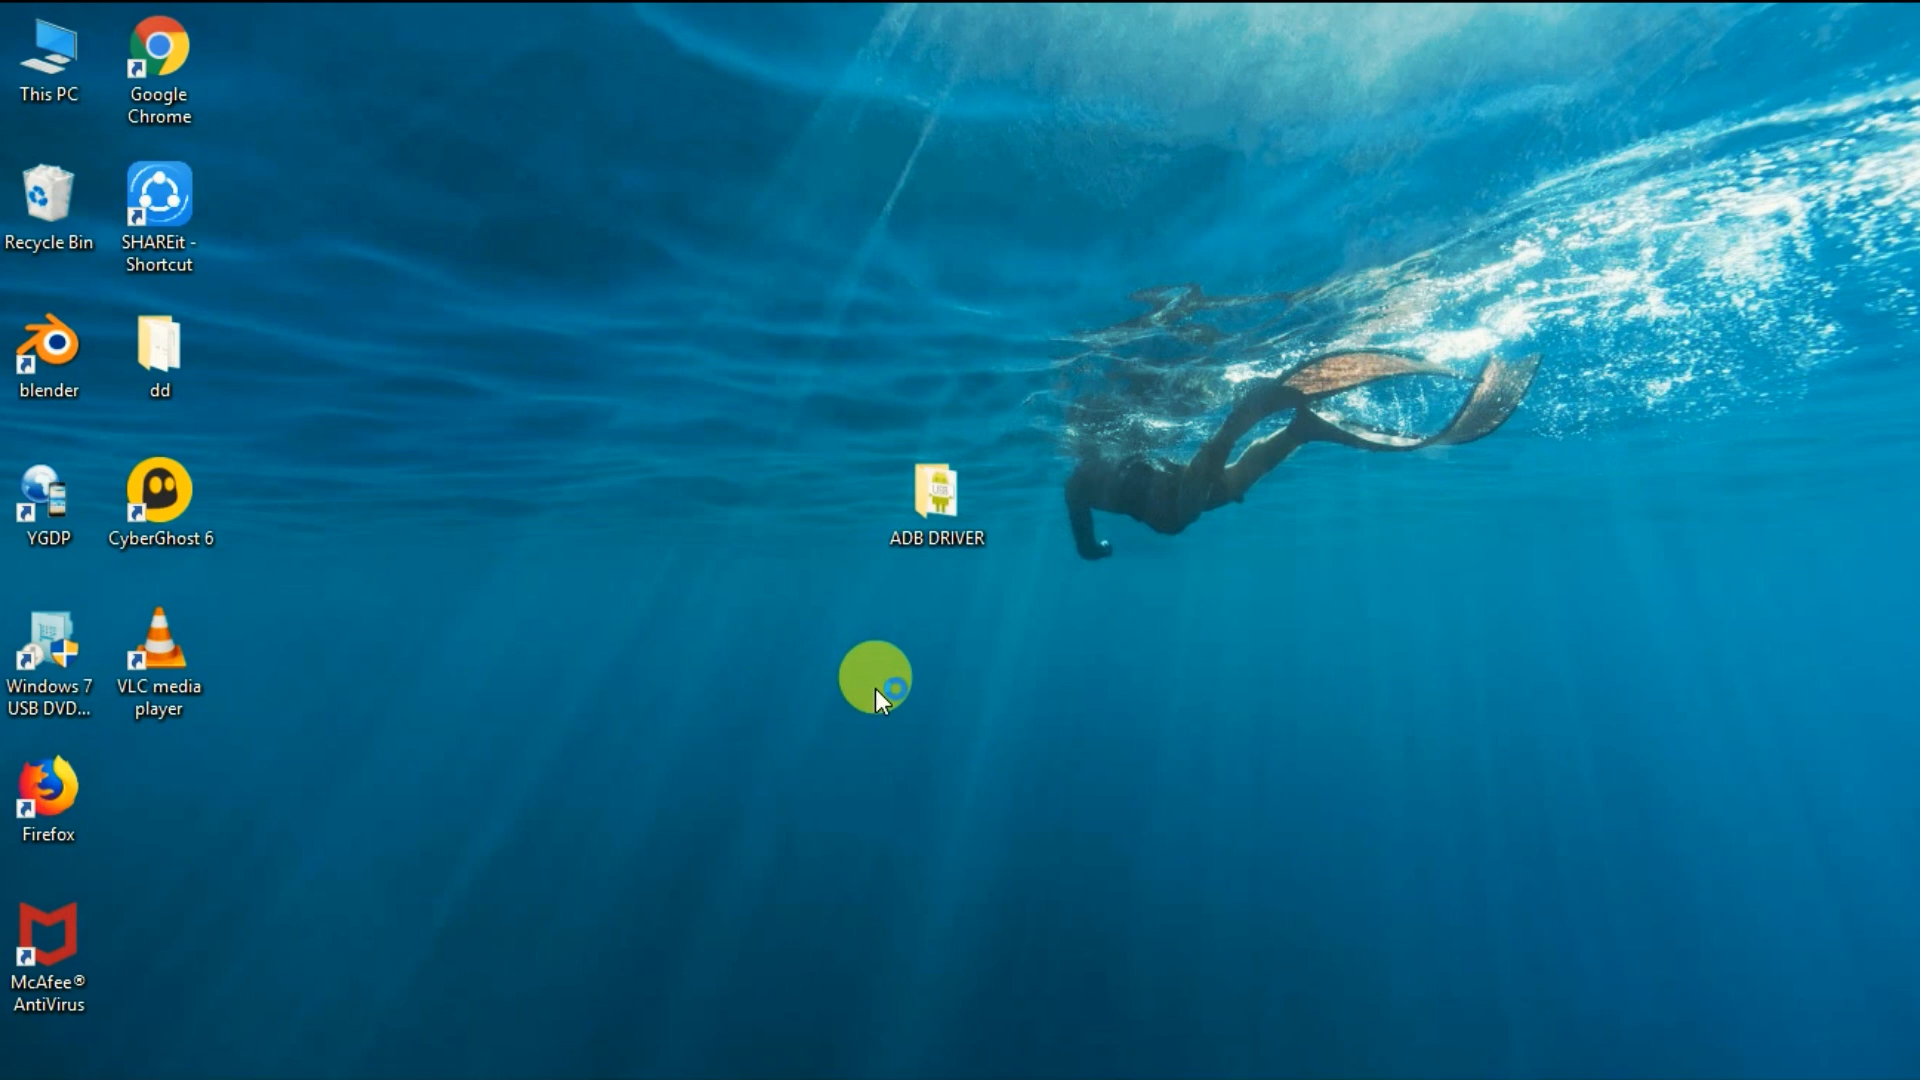 This PC
Google
Chrome
Recycle Bin
SHAREit -
Shortcut
blender
dd
YGDP
CyberGhost 6
USB
ADB DRIVER
Windows 7
USB DVD...
VLC media
player
Firefox
McAfee®
AntiVirus